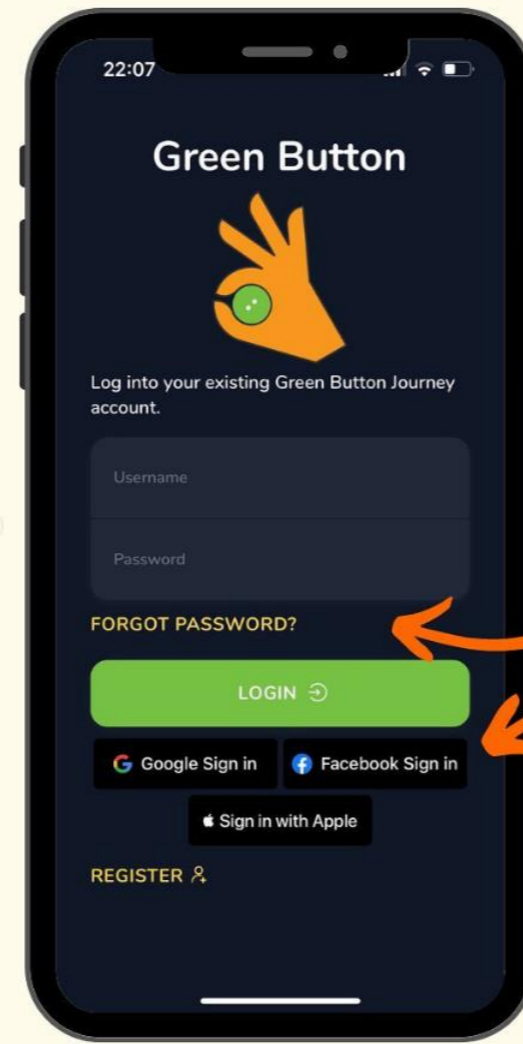 22:07
Green Button
Log into your existing Green Button Journey
account.
Username
Password
FORGOT PASSWORD?
LOGIN
Google Sign in
Facebook Sign in
Sign in with Apple
REGISTER